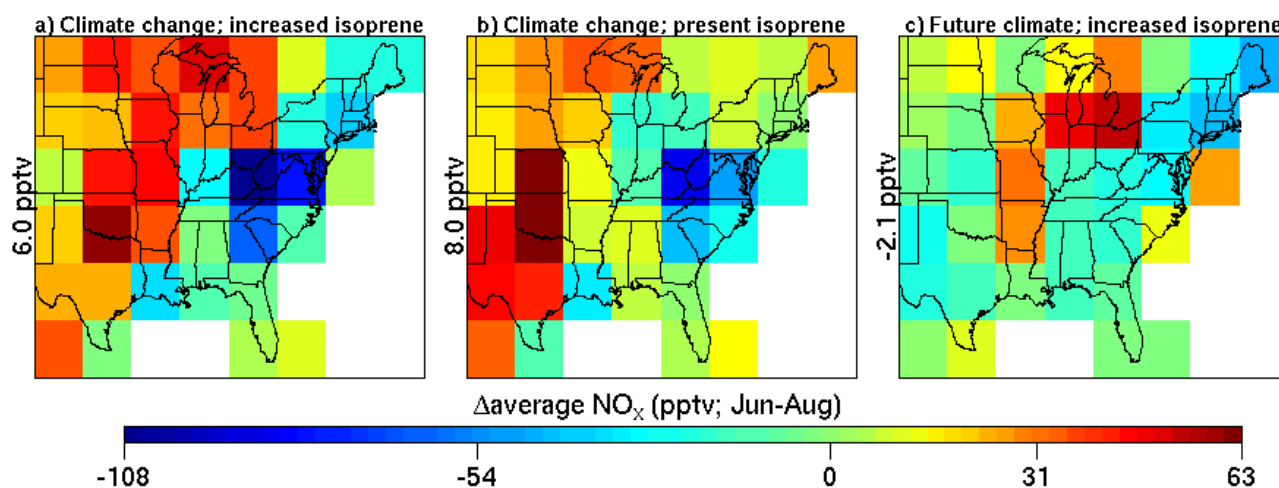 a) Climate change; increased isoprene
b) Climate change; present isoprene
c) Future climate; increased isoprene
6.0 pptv
8.0 pptv
-2.1 pptv
Δaverage NOₓ (pptv; Jun-Aug)
-108 -54 0 31 63